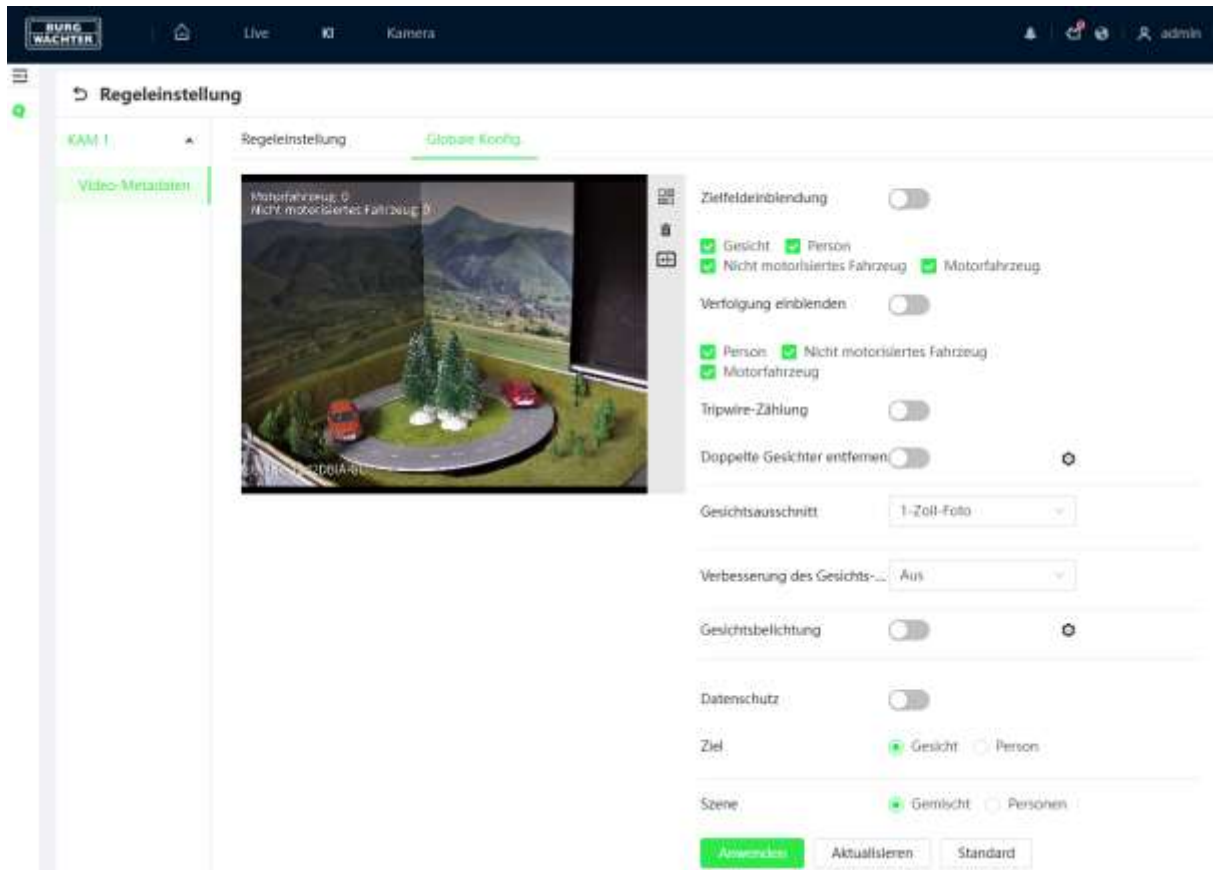 BURG
WÄCHTER
Live KI Kamera admin
Regeleinstellung
KAM 1 Regeleinstellung Globale Konfig.
Video-Metadaten
Motorfahrzeug: 0
Nicht motorisiertes Fahrzeug: 0
Zielfeldeinblendung
Gesicht Person
Nicht motorisiertes Fahrzeug Motorfahrzeug
Verfolgung einblenden
Person Nicht motorisiertes Fahrzeug
Motorfahrzeug
Tripwire-Zählung
Doppelte Gesichter entfernen
Gesichtsausschnitt 1-Zoll-Foto
Verbesserung des Gesichts-... Aus
Gesichtsbelichtung
Datenschutz
Ziel Gesicht Person
Szene Gemischt Personen
Anwenden Aktualisieren Standard